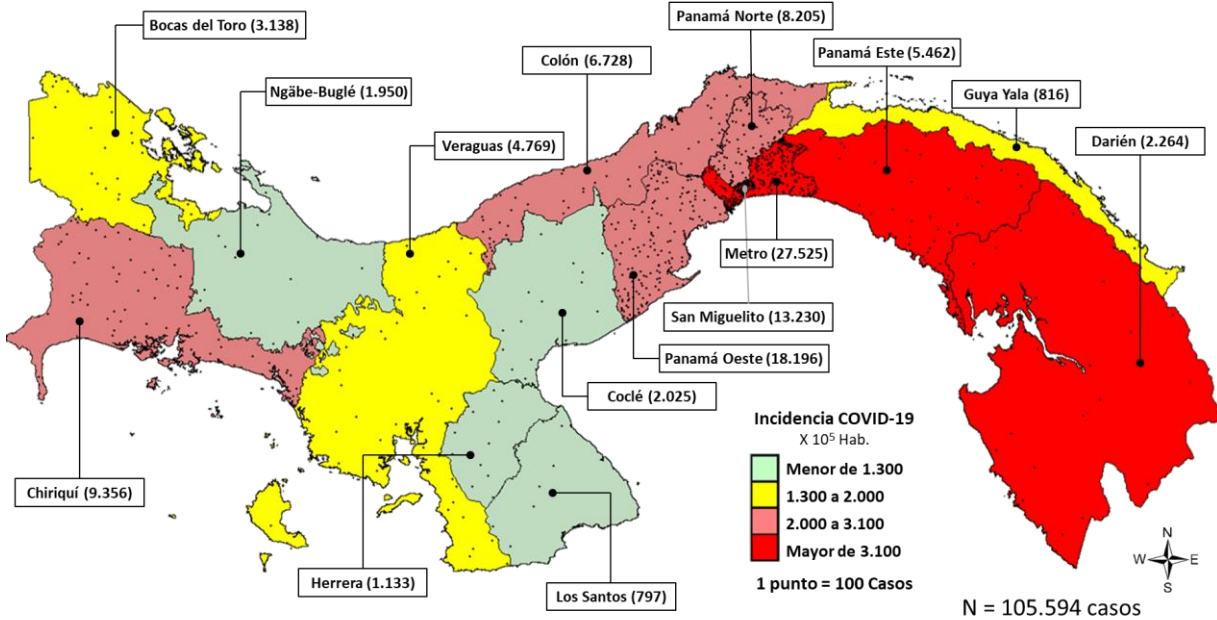 Panamá Norte (8.205)
Bocas del Toro (3.138)
Colón (6.728)
Panamá Este (5.462)
Ngäbe-Buglé (1.950)
Guya Yala (816)
Veraguas (4.769)
Darién (2.264)
Metro (27.525)
San Miguelito (13.230)
Panamá Oeste (18.196)
Coclé (2.025)
Chiriquí (9.356)
Herrera (1.133)
Los Santos (797)
Incidencia COVID-19
X 10⁵ Hab.
Menor de 1.300
1.300 a 2.000
2.000 a 3.100
Mayor de 3.100
1 punto = 100 Casos
N
W E
S
N = 105.594 casos